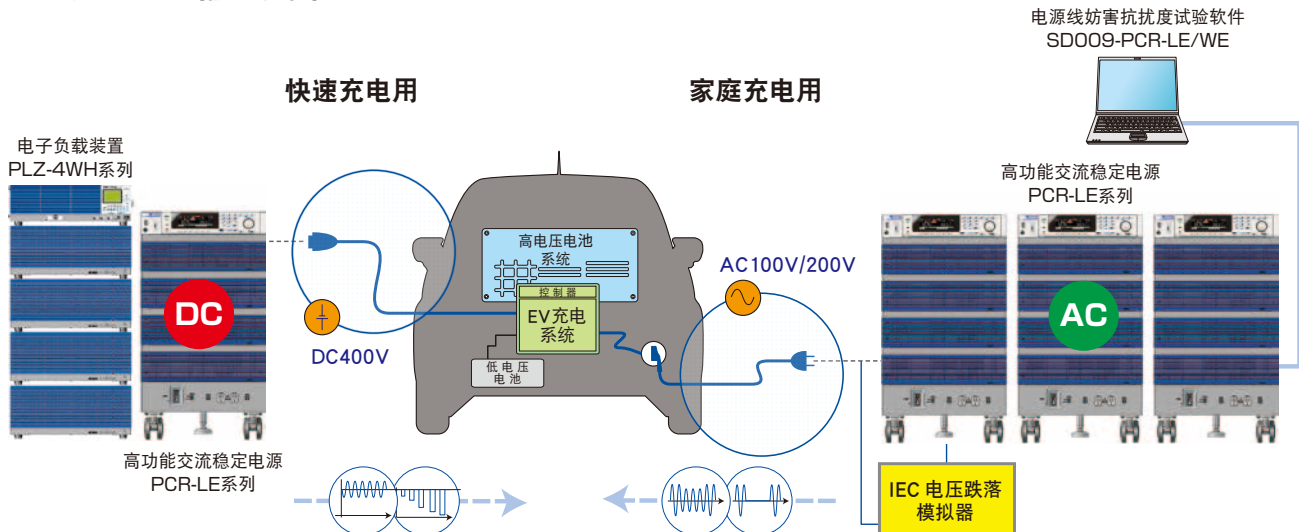 电源线妨害抗扰度试验软件
SD009-PCR-LE/WE
快速充电用
家庭充电用
电子负载装置
PLZ-4WH系列
高功能交流稳定电源
PCR-LE系列
高电压电池
系统
AC100V/200V
控制器
EV充电
系统
DC
AC
DC400V
低电压
电池
高功能交流稳定电源
PCR-LE系列
IEC 电压跌落
模拟器